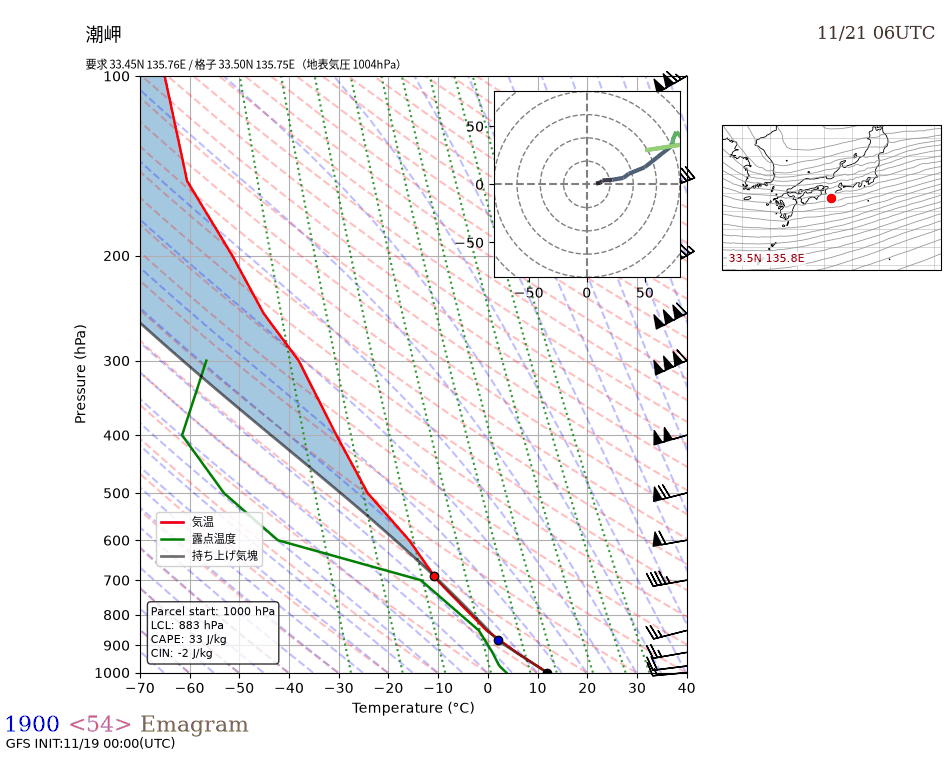 潮岬
11/21 06UTC
要求 33.45N 135.76E / 格子 33.50N 135.75E（地表気圧 1004hPa）
100
200
300
400
500
600
700
800
900
1000
Pressure (hPa)
−70 −60 −50 −40 −30 −20 −10 0 10 20 30 40
Temperature (°C)
50
0
−50
−50 0 50
33.5N 135.8E
気温
露点温度
持ち上げ気塊
Parcel start: 1000 hPa
LCL: 883 hPa
CAPE: 33 J/kg
CIN: -2 J/kg
1900 <54> Emagram
GFS INIT:11/19 00:00(UTC)